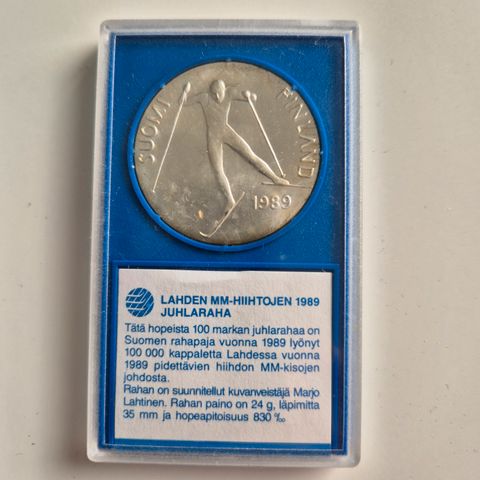 SUOMI FINLAND
1989
LAHDEN MM-HIIHTOJEN 1989
JUHLARAHA
Tätä hopeista 100 markan juhlarahaa on
Suomen rahapaja vuonna 1989 lyönyt
100 000 kappaletta Lahdessa vuonna
1989 pidettävien hiihdon MM-kisojen
johdosta.
Rahan on suunnitellut kuvanveistäjä Marjo
Lahtinen. Rahan paino on 24 g, läpimitta
35 mm ja hopeapitoisuus 830 ‰